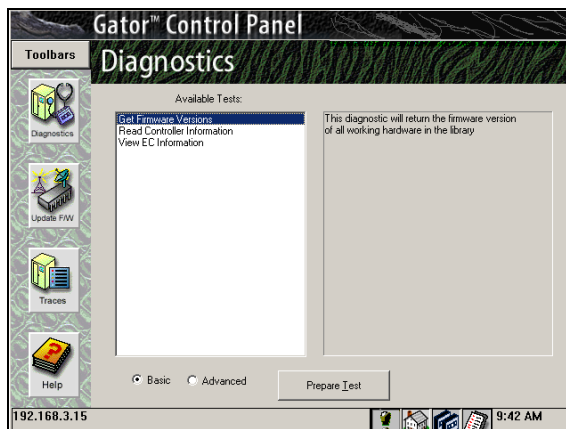 Gator™ Control Panel
Toolbars
Diagnostics
Available Tests:
Get Firmware Versions
Read Controller Information
View EC Information
This diagnostic will return the firmware version
of all working hardware in the library
Diagnostics
Update F/W
Traces
Help
Basic
Advanced
Prepare Test
192.168.3.15
9:42 AM